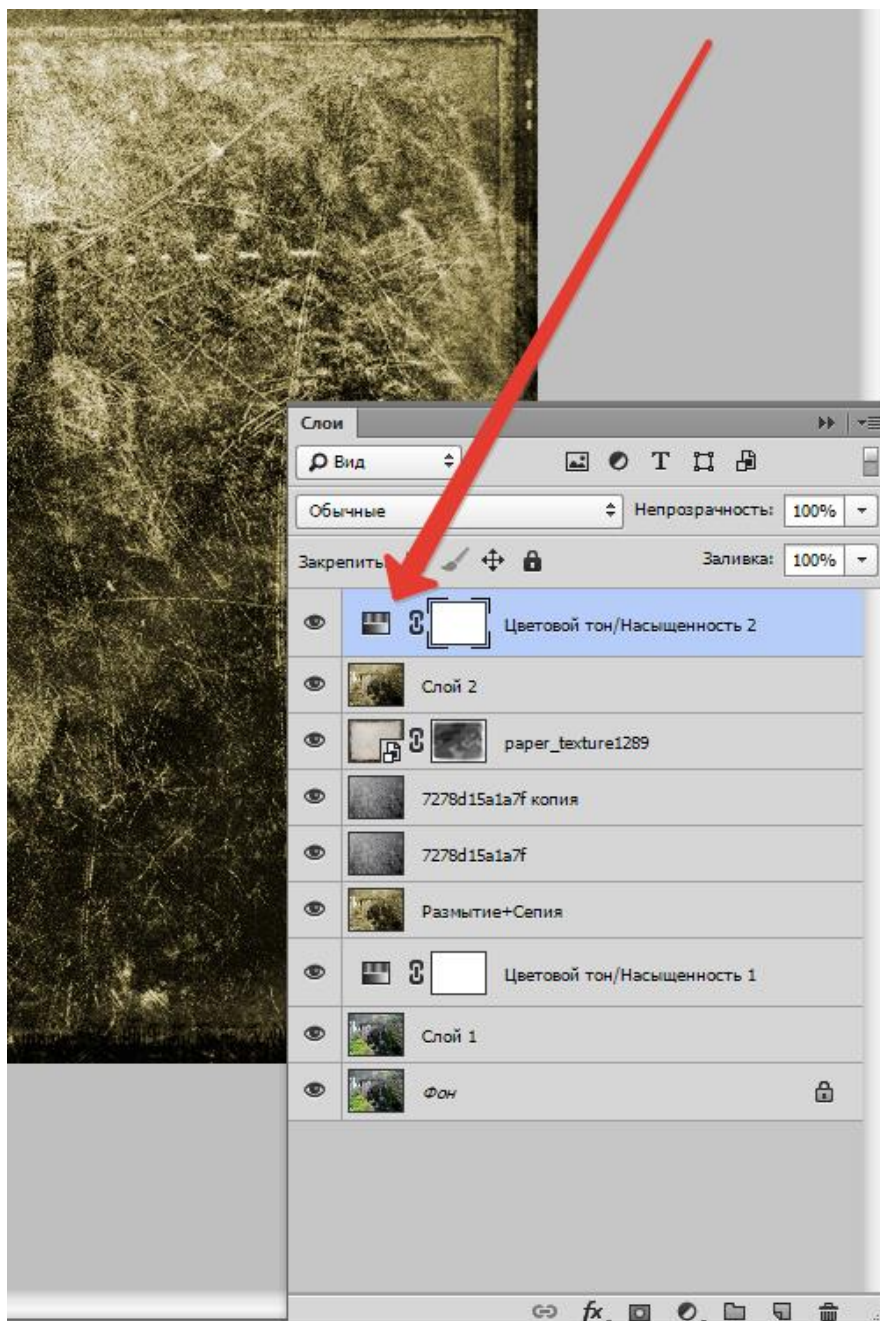 Слои
Вид
T
Обычные Непрозрачность: 100%
Закрепить: Заливка: 100%
Цветовой тон/Насыщенность 2
Слой 2
paper_texture1289
7278d15a1a7f копия
7278d15a1a7f
Размытие+Сепия
Цветовой тон/Насыщенность 1
Слой 1
Фон
fx